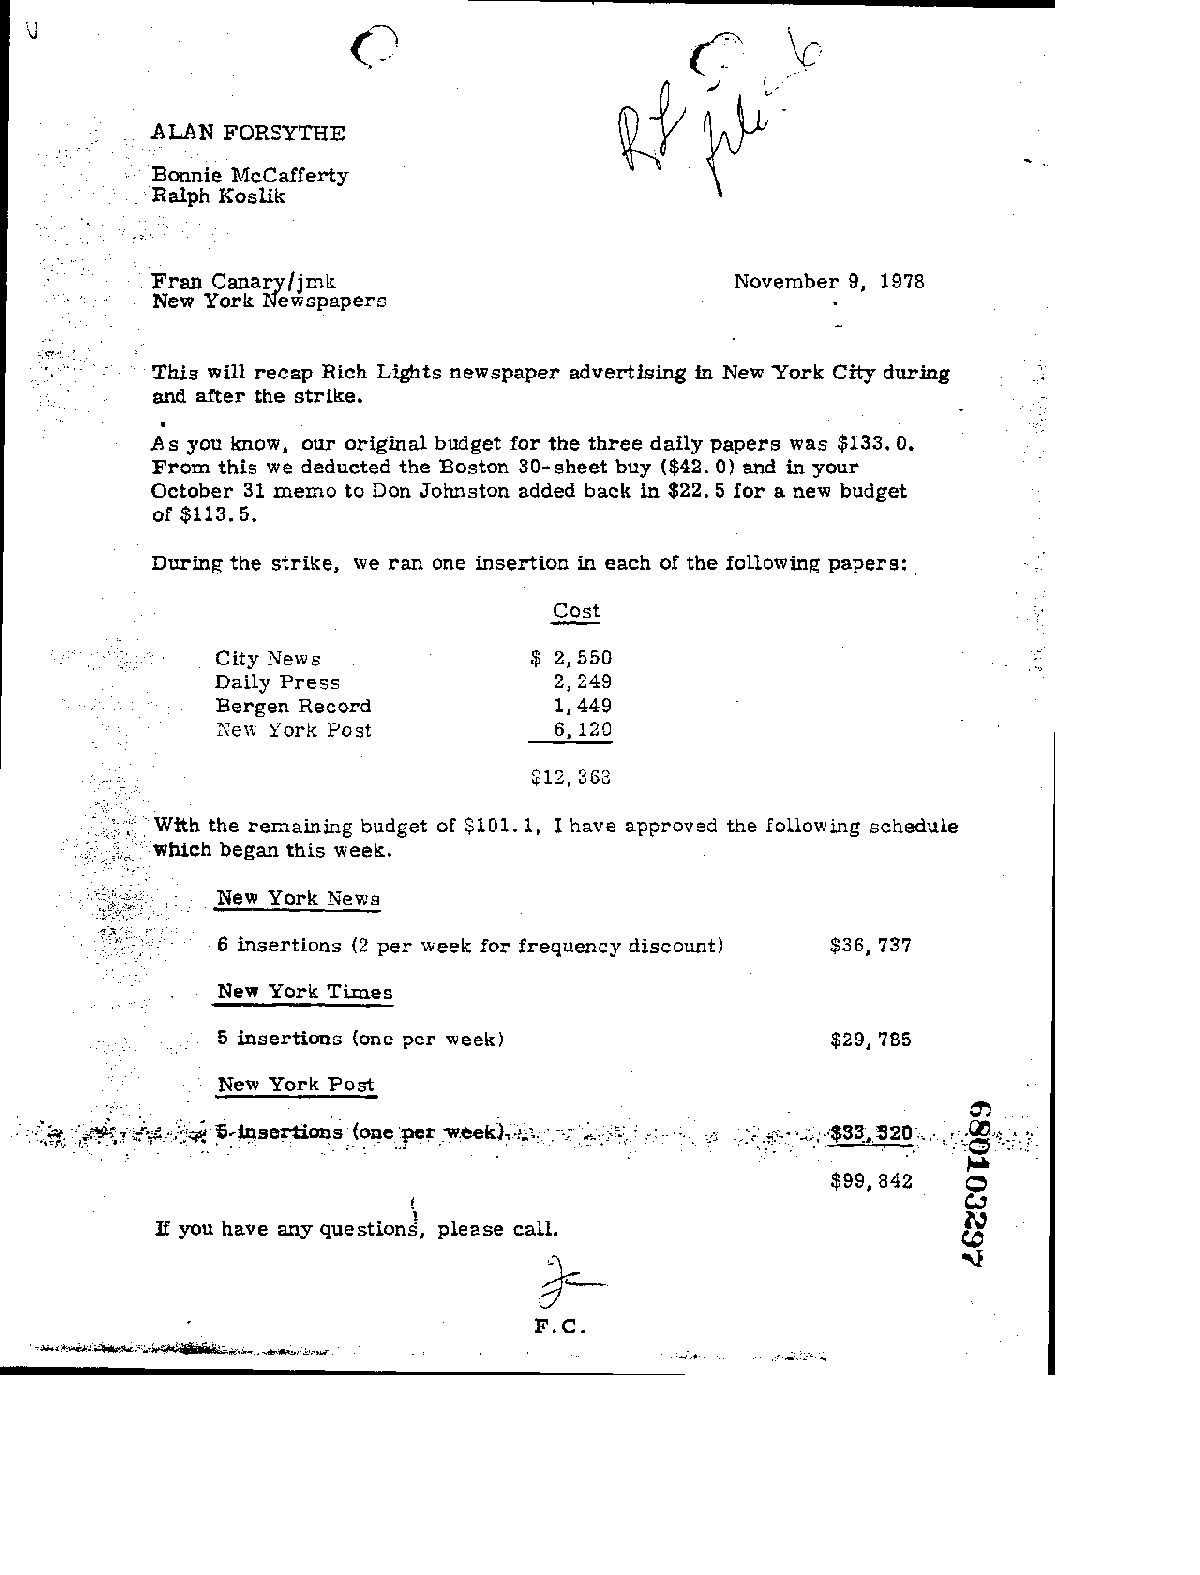 RL
file
ALAN FORSYTHE
Bonnie McCafferty
Ralph Koslik
Fran Canary/jmk
November 9, 1978
New York Newspapers
This will recap Rich Lights newspaper advertising in New York City during
and after the strike.
As you know, our original budget for the three daily papers was $133.0.
From this we deducted the Boston 30-sheet buy ($42.0) and in your
October 31 memo to Don Johnston added back in $22.5 for a new budget
of $113.5.
During the strike, we ran one insertion in each of the following papers:
Cost
City News $ 2,550
Daily Press 2,249
Bergen Record 1,449
New York Post 6,120
$12,368
With the remaining budget of $101.1, I have approved the following schedule
which began this week.
New York News
6 insertions (2 per week for frequency discount) $36,737
New York Times
5 insertions (one per week) $29,785
New York Post
5 insertions (one per week) $33,320
$99,842
If you have any questions, please call.
F.C.
680103297